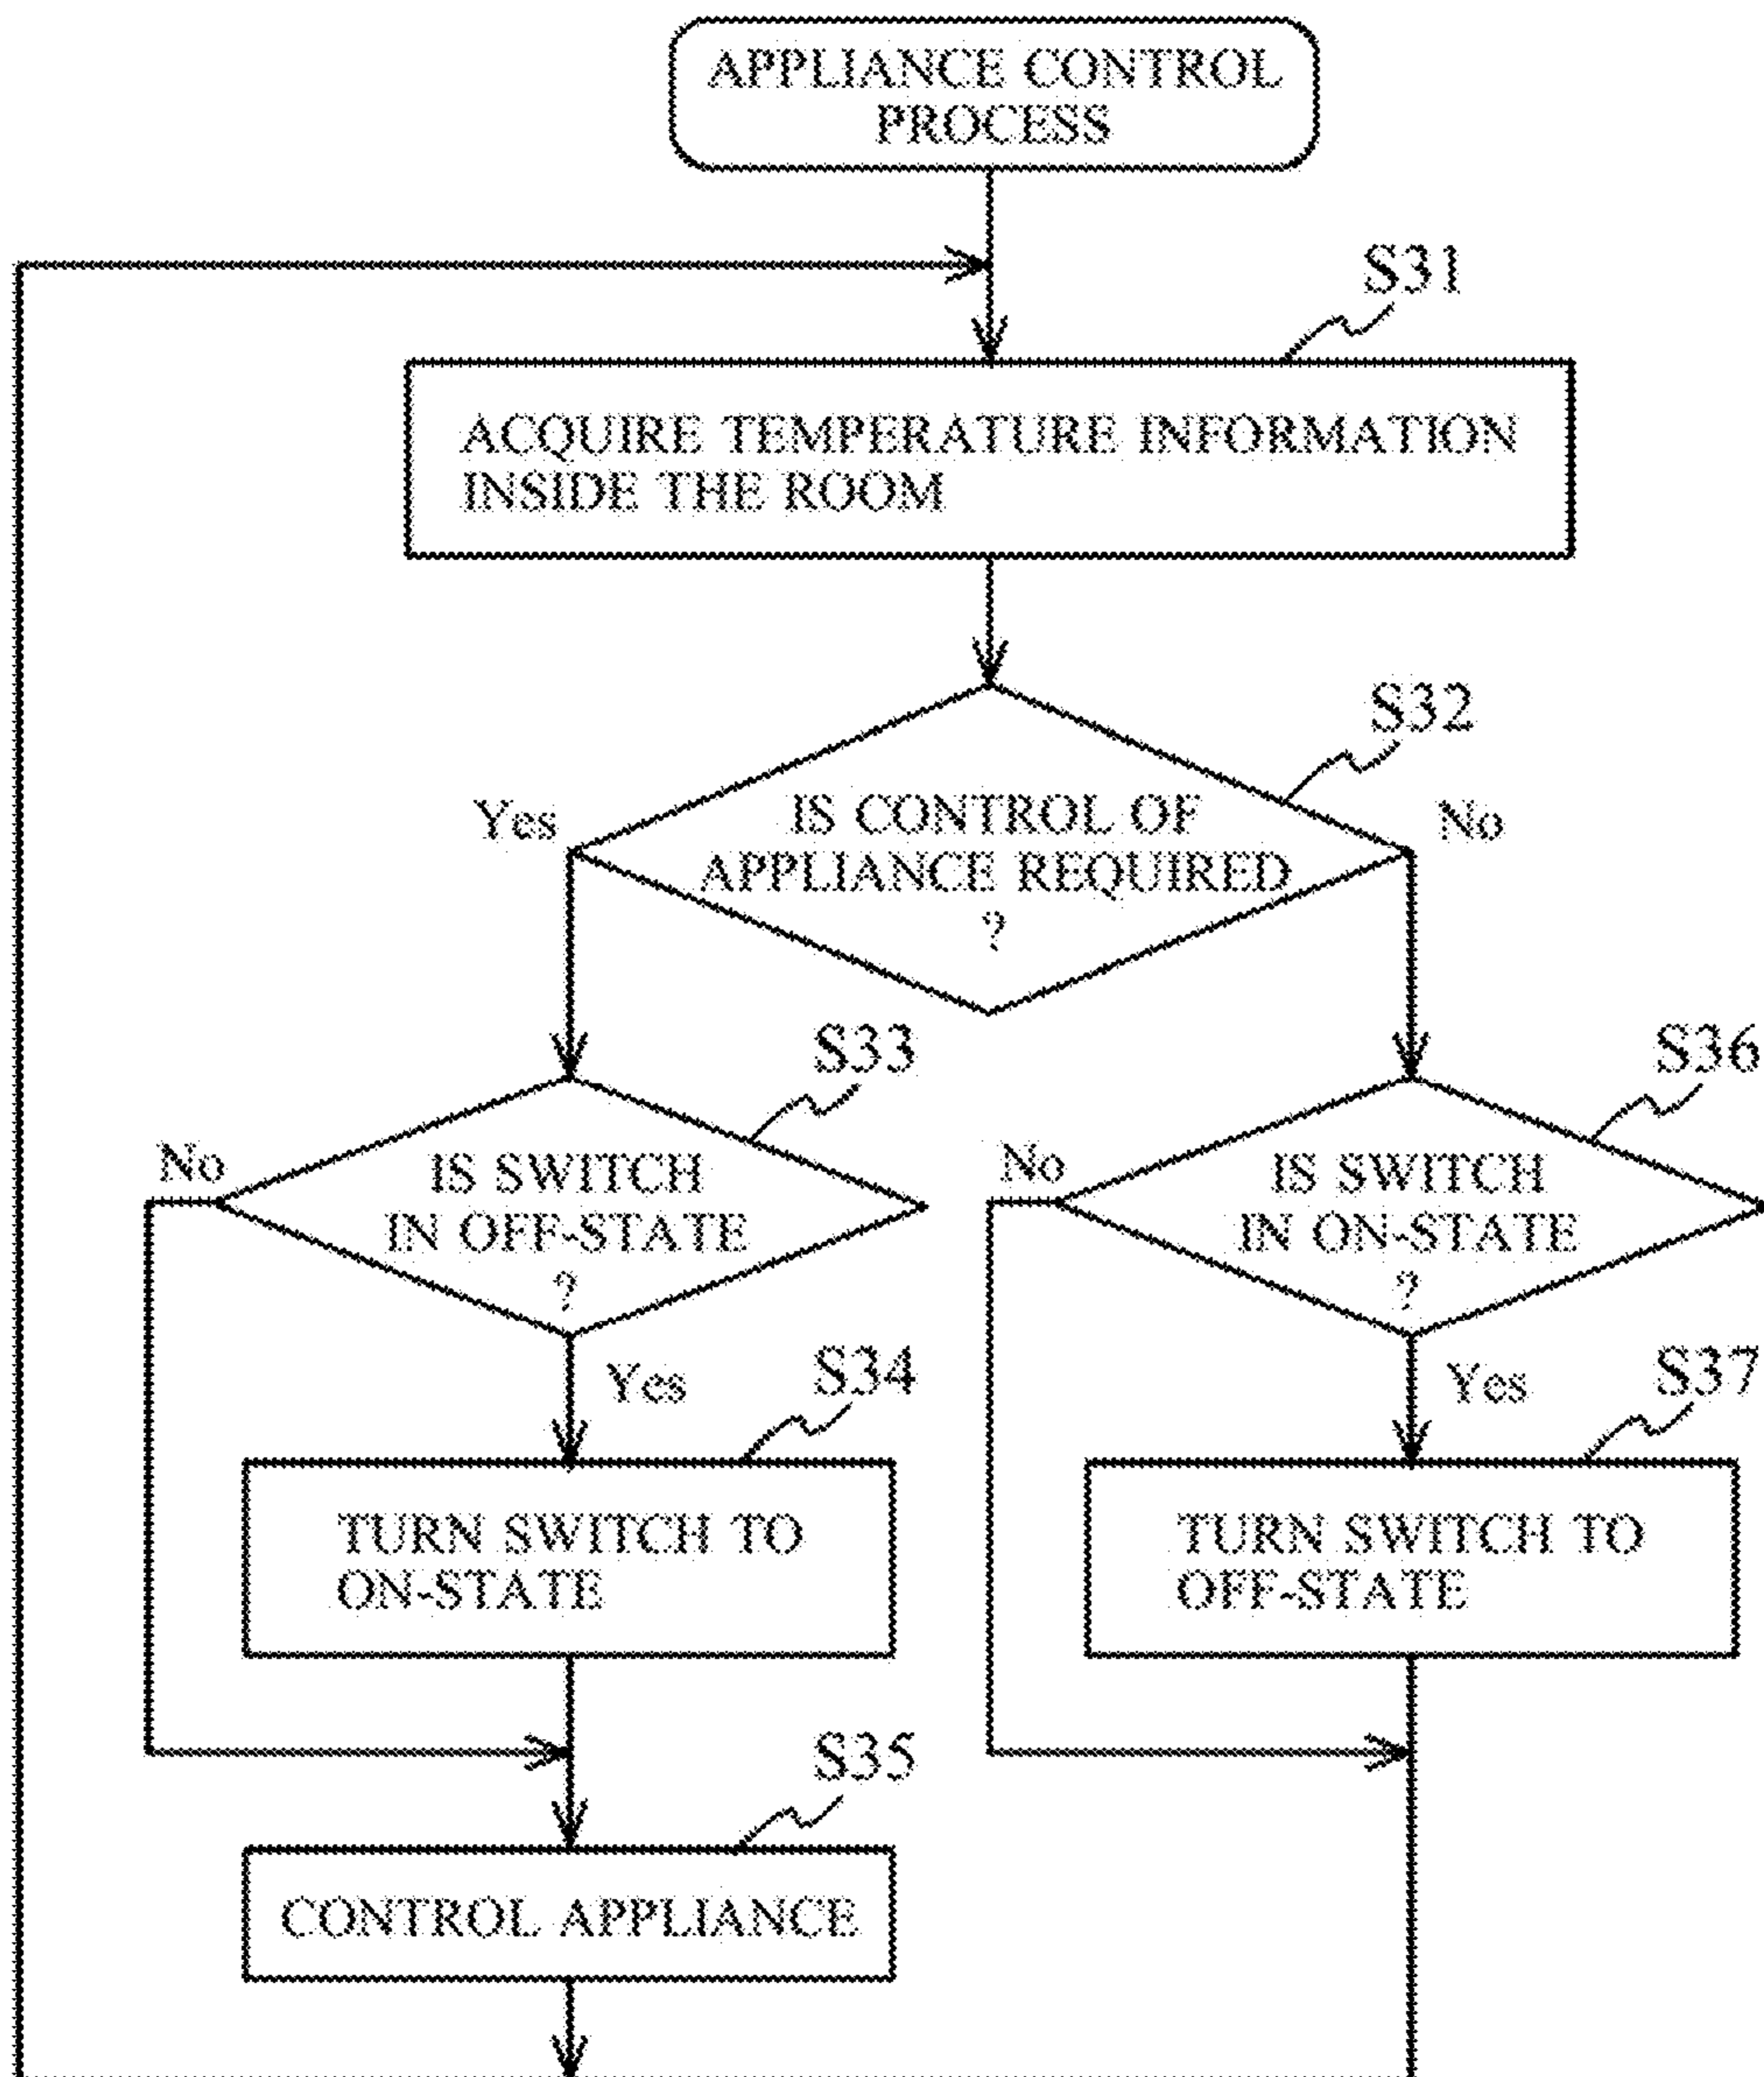 APPLIANCE CONTROL
PROCESS
S31
ACQUIRE TEMPERATURE INFORMATION
INSIDE THE ROOM
S32
Yes
IS CONTROL OF
APPLIANCE REQUIRED
?
No
S33
No
IS SWITCH
IN OFF-STATE
?
Yes
S34
TURN SWITCH TO
ON-STATE
S35
CONTROL APPLIANCE
S36
No
IS SWITCH
IN ON-STATE
?
Yes
S37
TURN SWITCH TO
OFF-STATE